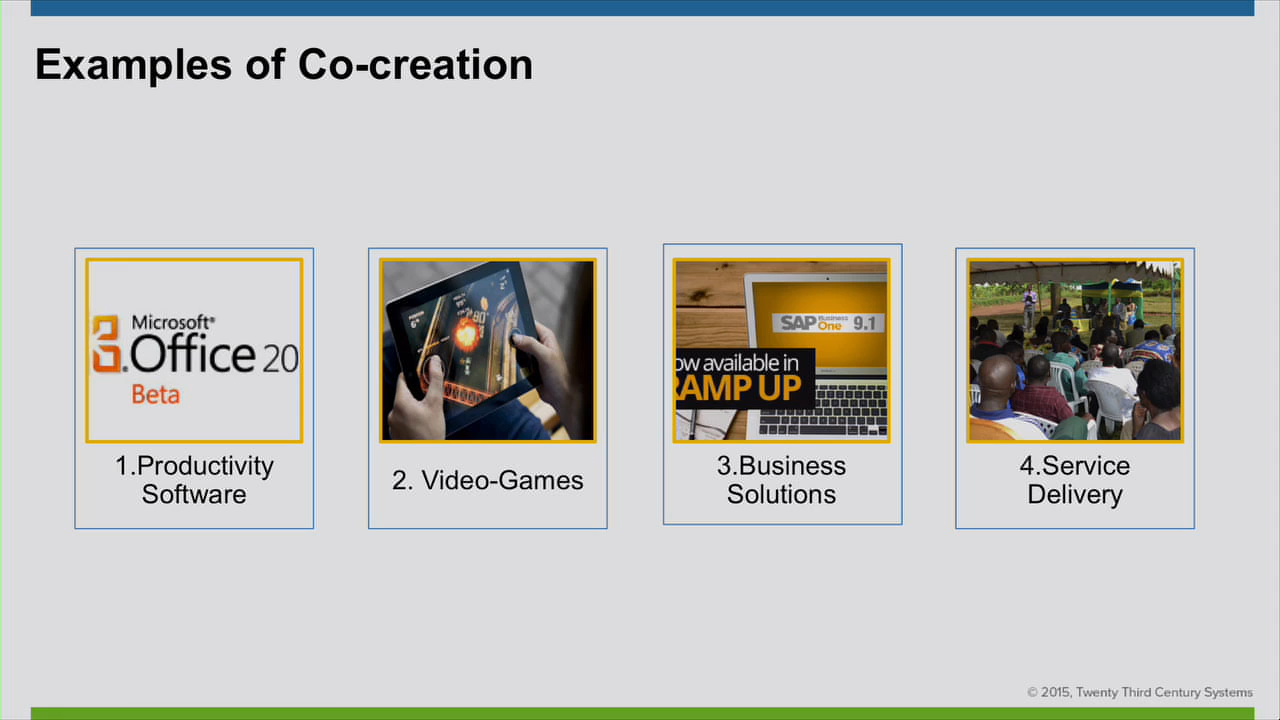 Examples of Co-creation
Microsoft®
Office 20
Beta
1.Productivity
Software
2. Video-Games
SAP Business One 9.1
ow available in
RAMP UP
3.Business
Solutions
4.Service
Delivery
© 2015, Twenty Third Century Systems